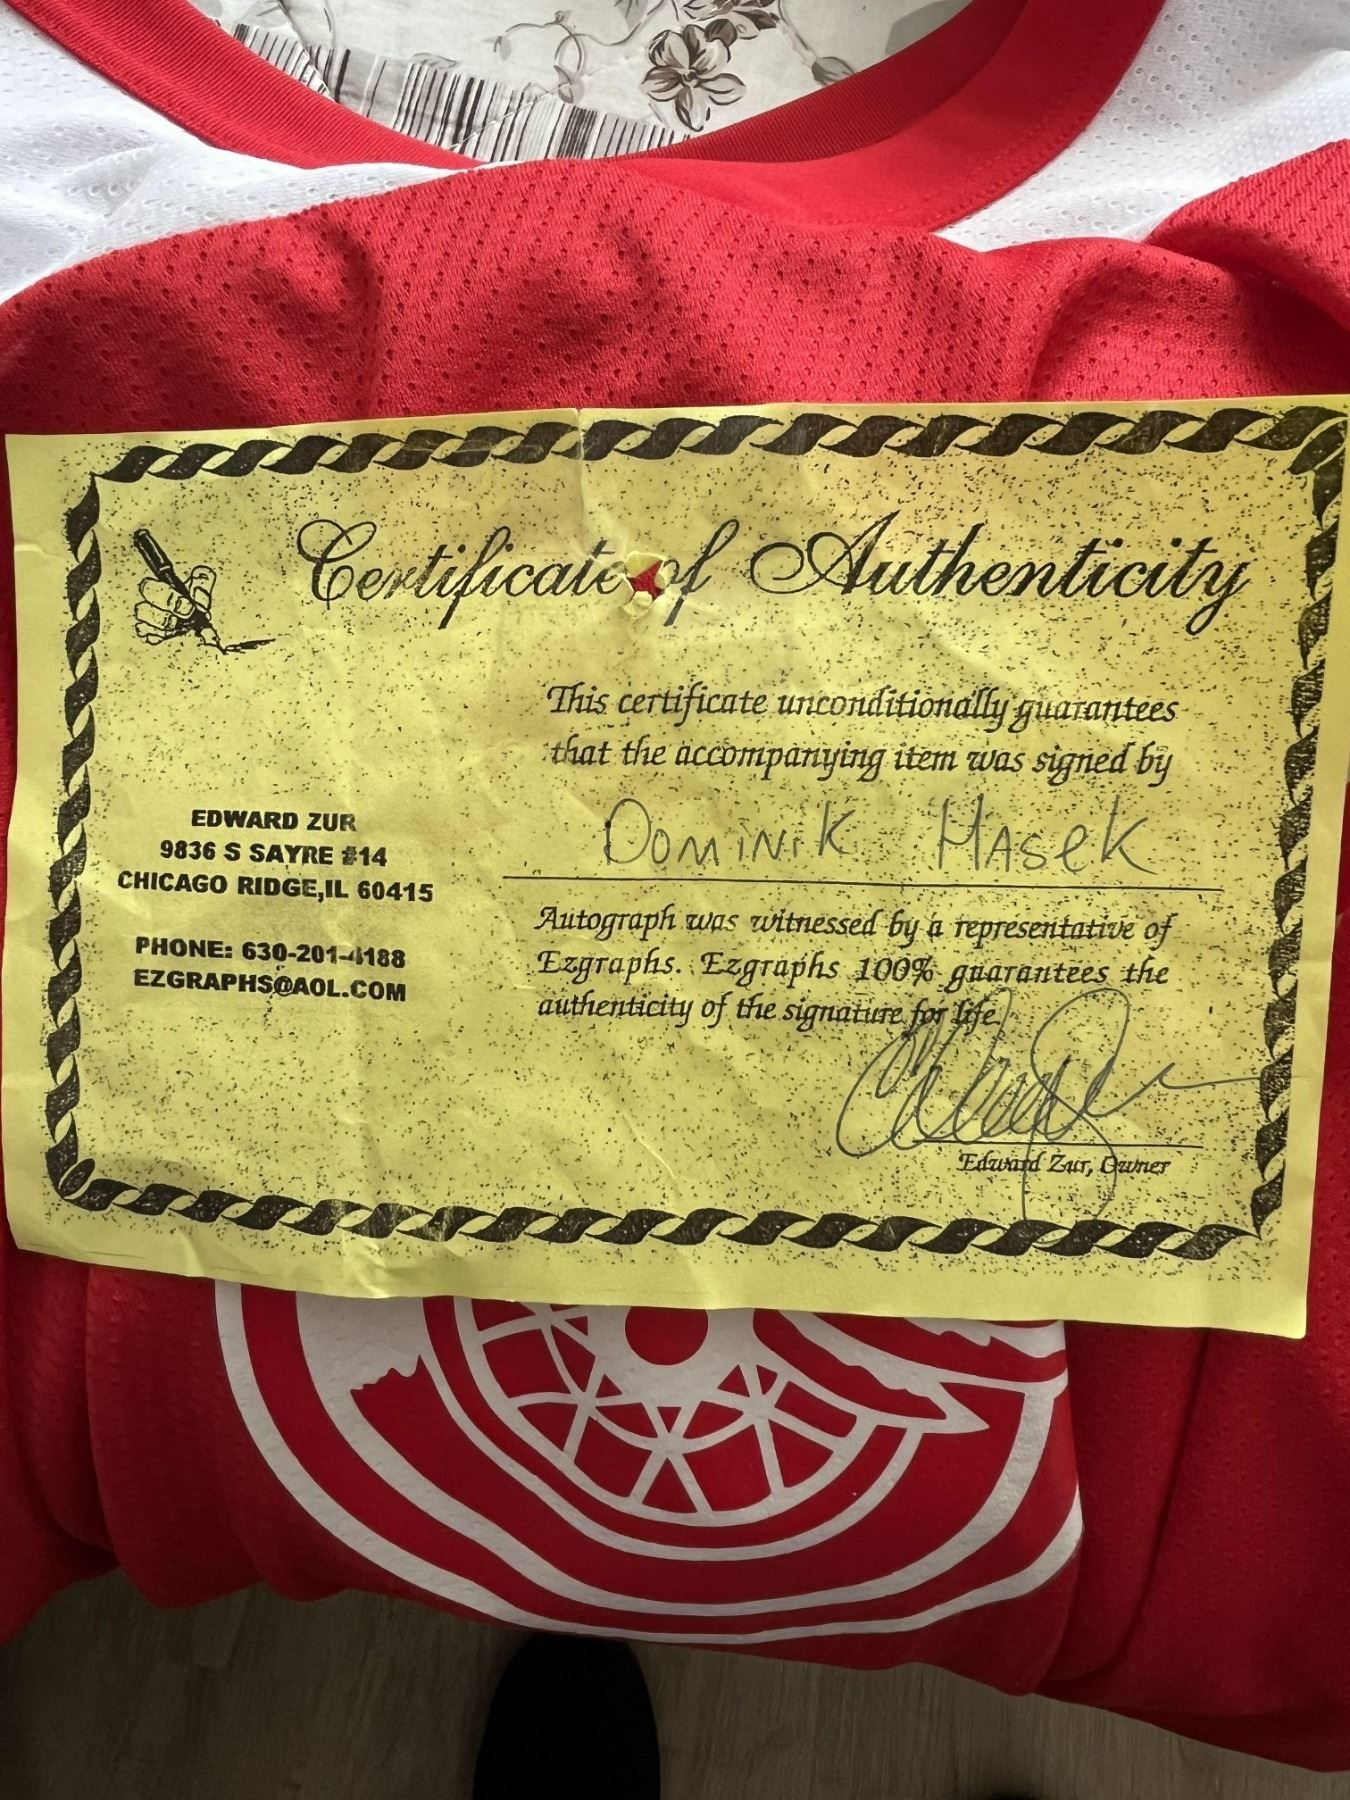 Certificate of Authenticity
This certificate unconditionally guarantees
that the accompanying item was signed by
Dominik Hasek
EDWARD ZUR
9836 S SAYRE #14
CHICAGO RIDGE,IL 60415
PHONE: 630-201-4188
EZGRAPHS@AOL.COM
Autograph was witnessed by a representative of
Ezgraphs. Ezgraphs 100% guarantees the
authenticity of the signature for life
Edward Zur, Owner